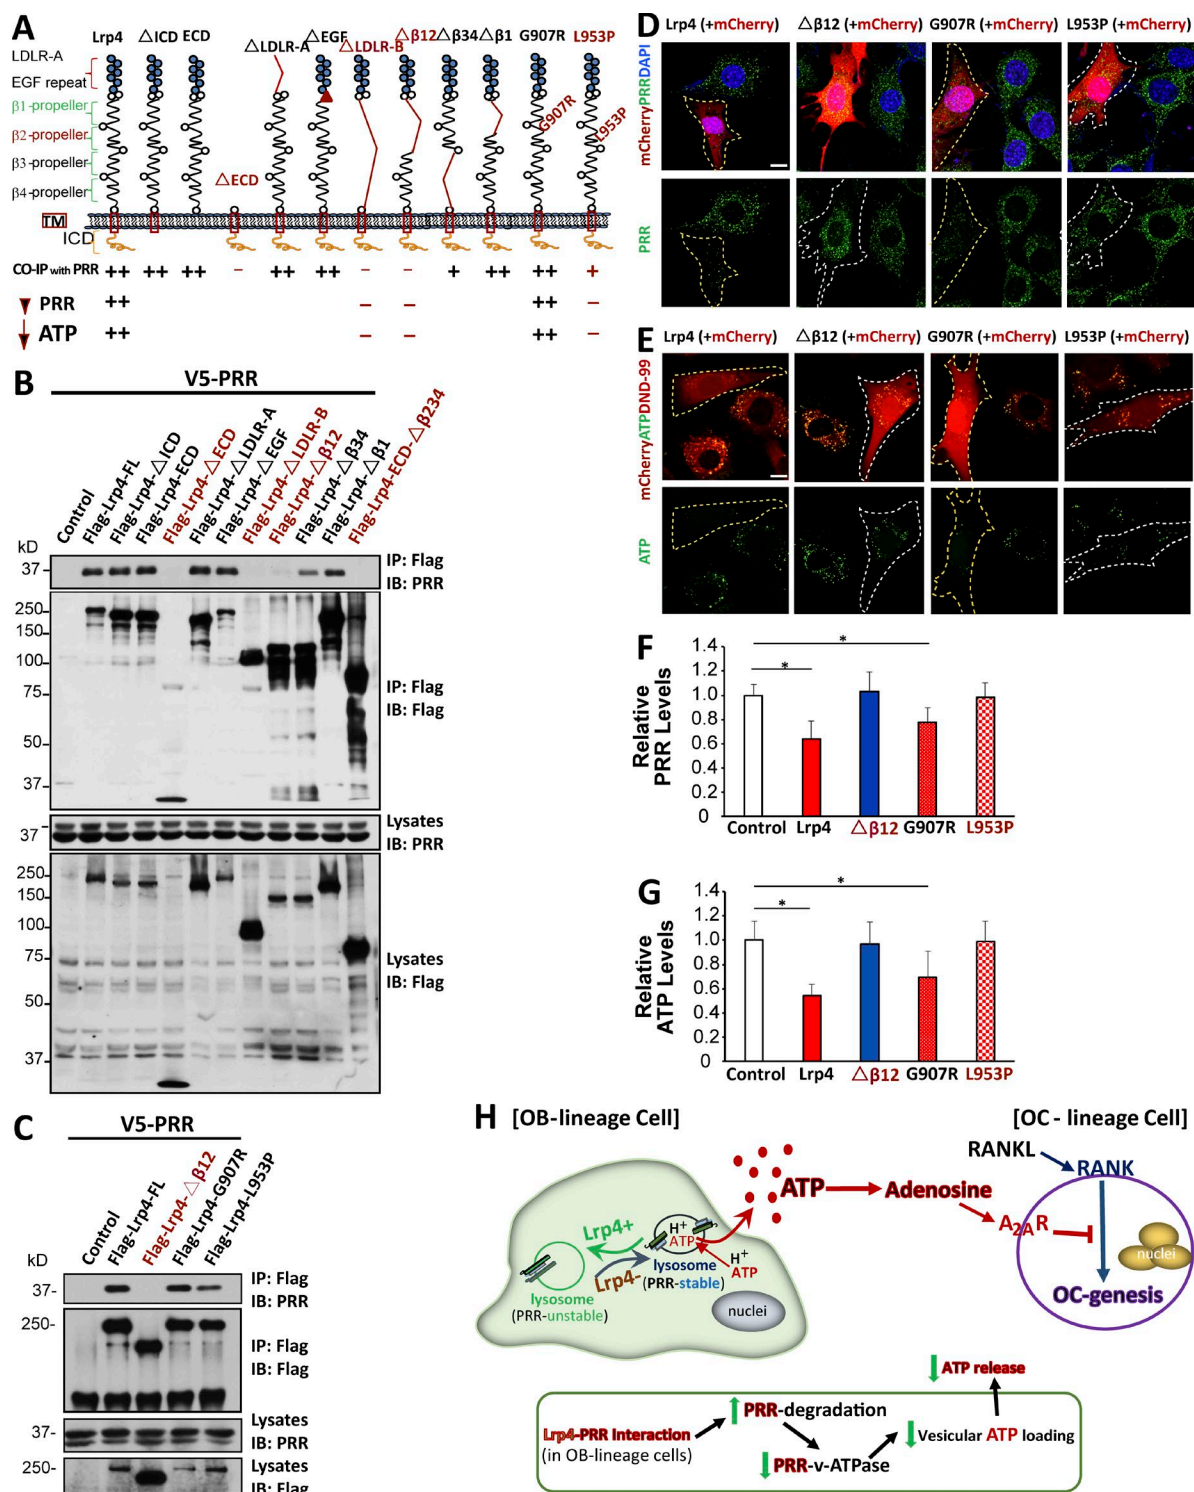 A
Lrp4 △ICD ECD △LDLR-A △EGF △LDLR-B △β12 △β34 △β1 G907R L953P
LDLR-A
EGF repeat
β1-propeller
β2-propeller
β3-propeller
β4-propeller
△ECD
G907R
L953P
TM
ICD
CO-IP with PRR ++ ++ ++ − ++ ++ − − + ++ ++ +
PRR ++ − − ++ −
ATP ++ − − ++ −
B
V5-PRR
Control
Flag-Lrp4-FL
Flag-Lrp4-△ICD
Flag-Lrp4-ECD
Flag-Lrp4-△ECD
Flag-Lrp4-△LDLR-A
Flag-Lrp4-△EGF
Flag-Lrp4-△LDLR-B
Flag-Lrp4-△β12
Flag-Lrp4-△β34
Flag-Lrp4-△β1
Flag-Lrp4-ECD-△β234
kD
37-
IP: Flag
IB: PRR
250-
150-
100-
75-
50-
37-
IP: Flag
IB: Flag
37-
Lysates
IB: PRR
250-
150-
100-
75-
50-
37-
Lysates
IB: Flag
C
V5-PRR
Control
Flag-Lrp4-FL
Flag-Lrp4-△β12
Flag-Lrp4-G907R
Flag-Lrp4-L953P
kD
37-
IP: Flag
IB: PRR
250-
IP: Flag
IB: Flag
37-
Lysates
IB: PRR
250-
Lysates
IB: Flag
D
Lrp4 (+mCherry) △β12 (+mCherry) G907R (+mCherry) L953P (+mCherry)
mCherryPRRDAPI
PRR
E
Lrp4 (+mCherry) △β12 (+mCherry) G907R (+mCherry) L953P (+mCherry)
mCherryATPDND-99
ATP
F
Relative
PRR Levels
1.4
1.2
1.0
0.8
0.6
0.4
0.2
0
*
*
Control Lrp4 △β12 G907R L953P
G
Relative
ATP Levels
1.4
1.2
1.0
0.8
0.6
0.4
0.2
0
*
*
Control Lrp4 △β12 G907R L953P
H
[OB-lineage Cell]
[OC - lineage Cell]
RANKL
RANK
ATP
Adenosine
A2AR
nuclei
OC-genesis
Lrp4+
Lrp4-
H+
ATP
H+
ATP
lysosome
(PRR-stable)
lysosome
(PRR-unstable)
nuclei
ATP release
PRR-degradation
Lrp4-PRR Interaction
(in OB-lineage cells)
Vesicular ATP loading
PRR-v-ATPase